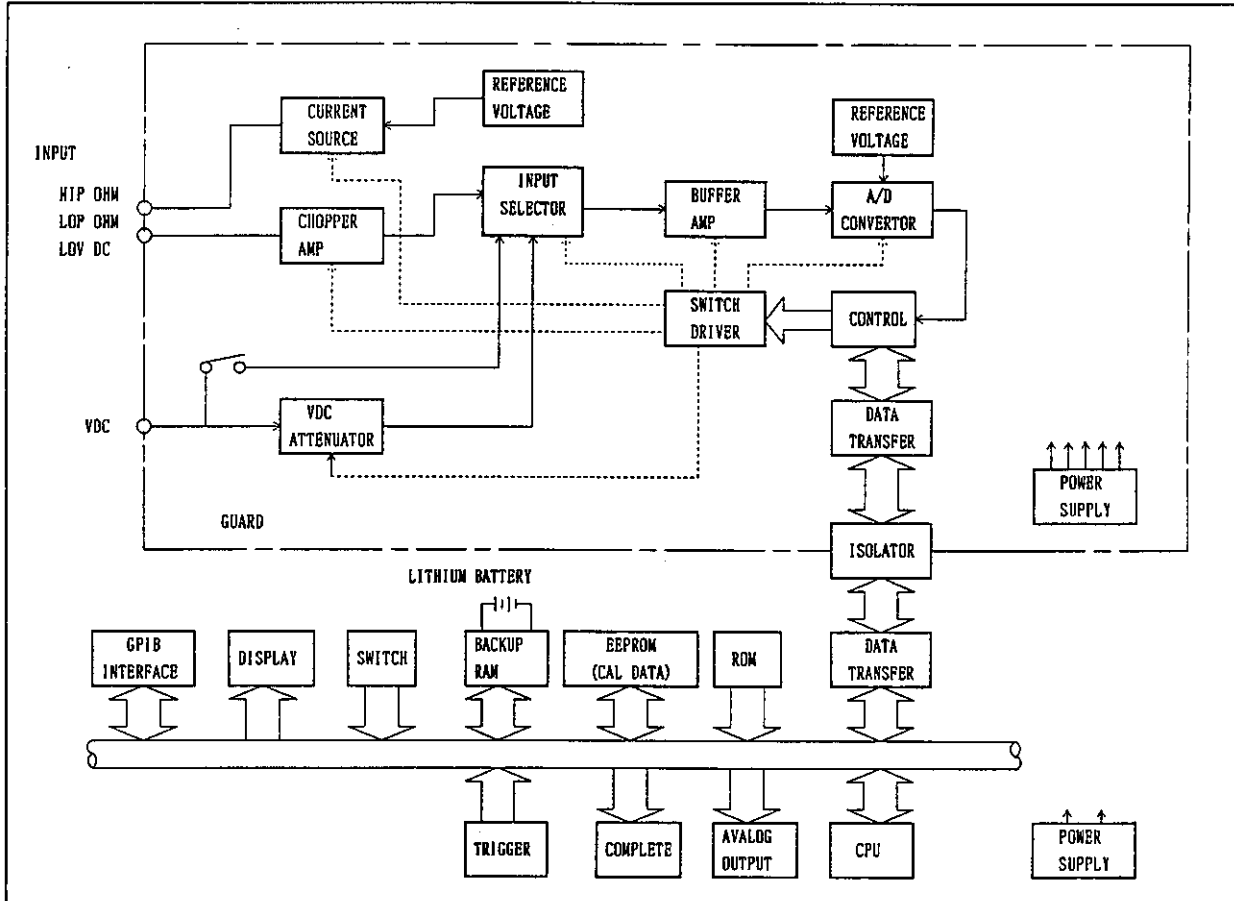 REFERENCE
VOLTAGE
CURRENT
SOURCE
REFERENCE
VOLTAGE
INPUT
HIP OHM
LOP OHM
LOV DC
CHOPPER
AMP
INPUT
SELECTOR
BUFFER
AMP
A/D
CONVERTOR
SWITCH
DRIVER
CONTROL
VDC
VDC
ATTENUATOR
DATA
TRANSFER
POWER
SUPPLY
GUARD
ISOLATOR
LITHIUM BATTERY
GPIB
INTERFACE
DISPLAY
SWITCH
BACKUP
RAM
EEPROM
(CAL DATA)
ROM
DATA
TRANSFER
TRIGGER
COMPLETE
AVALOG
OUTPUT
CPU
POWER
SUPPLY